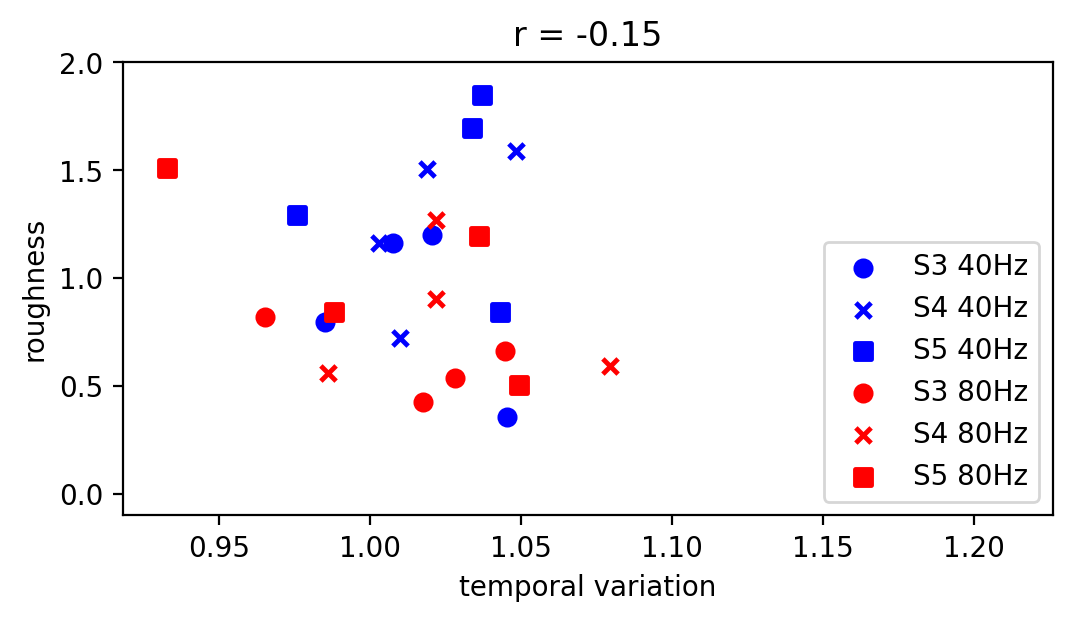 r = -0.15
2.0
1.5
1.0
0.5
0.0
roughness
0.95 1.00 1.05 1.10 1.15 1.20
temporal variation
S3 40Hz
S4 40Hz
S5 40Hz
S3 80Hz
S4 80Hz
S5 80Hz